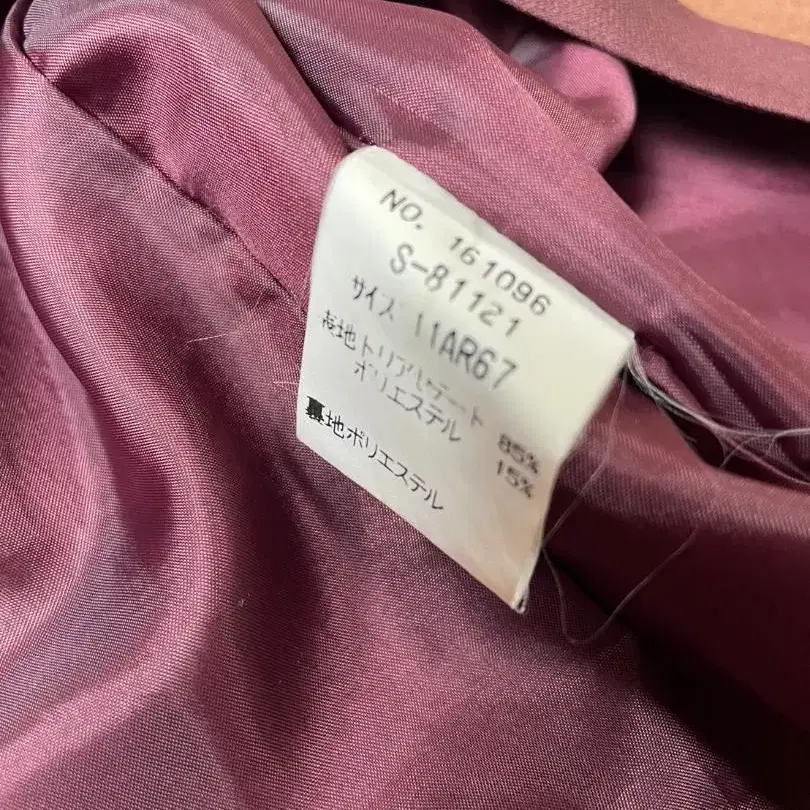 NO. 161096
S-81121
サイズ 11AR67
表地トリアセテート 85%
ポリエステル 15%
裏地ポリエステル